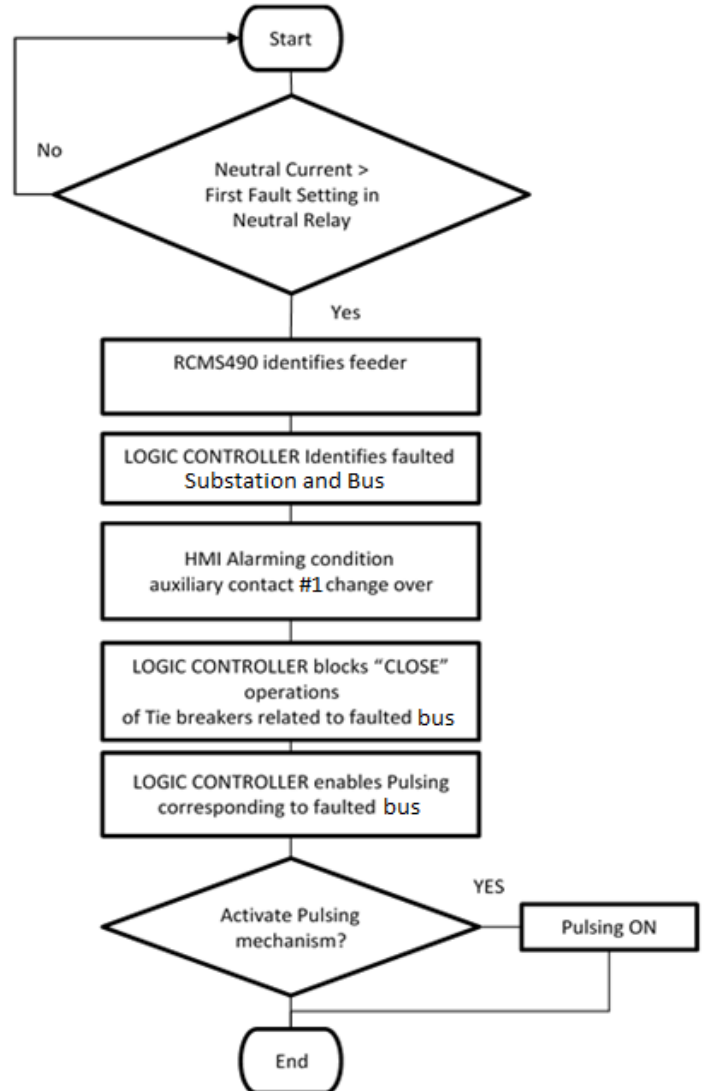 Start
No
Neutral Current >
First Fault Setting in
Neutral Relay
Yes
RCMS490 identifies feeder
LOGIC CONTROLLER Identifies faulted
Substation and Bus
HMI Alarming condition
auxiliary contact #1 change over
LOGIC CONTROLLER blocks “CLOSE”
operations
of Tie breakers related to faulted bus
LOGIC CONTROLLER enables Pulsing
corresponding to faulted bus
YES
Activate Pulsing
mechanism?
Pulsing ON
End